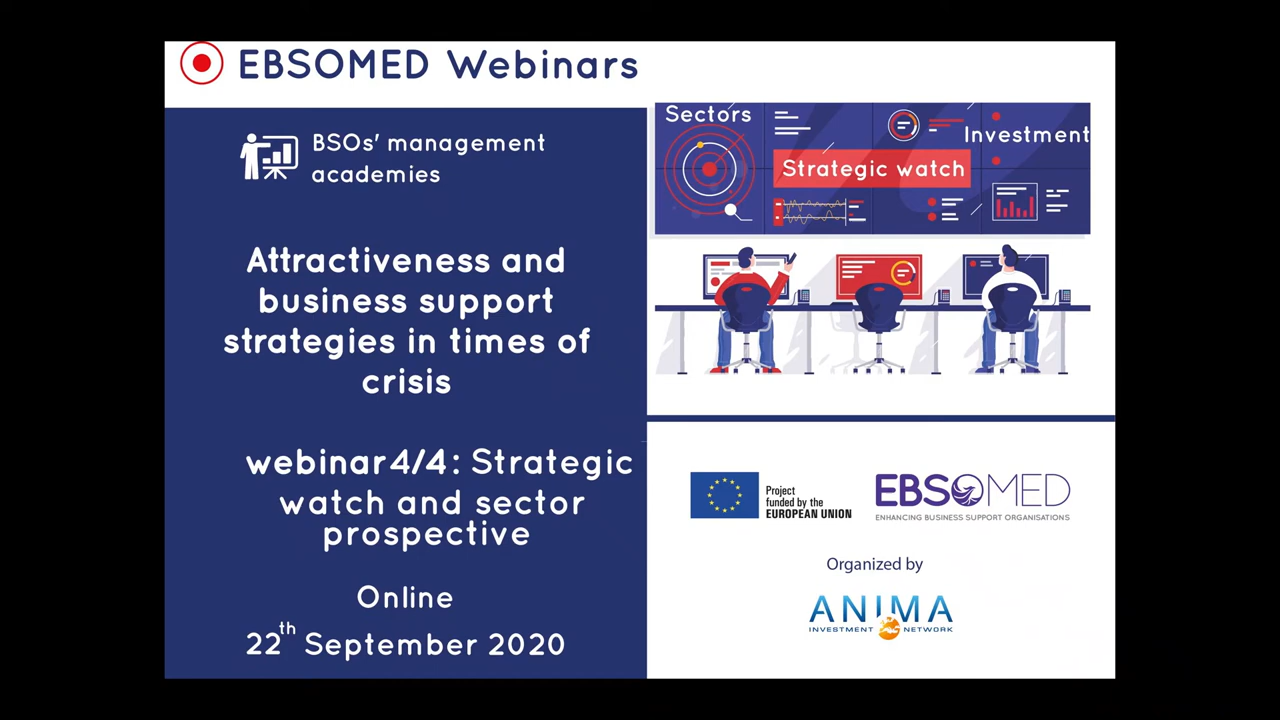 EBSOMED Webinars
BSOs' management
academies
Attractiveness and
business support
strategies in times of
crisis
webinar4/4: Strategic
watch and sector
prospective
Online
22th September 2020
Sectors
Investment
Strategic watch
Project
funded by the
EUROPEAN UNION
EBSOMED
ENHANCING BUSINESS SUPPORT ORGANISATIONS
Organized by
ANIMA
INVESTMENT NETWORK